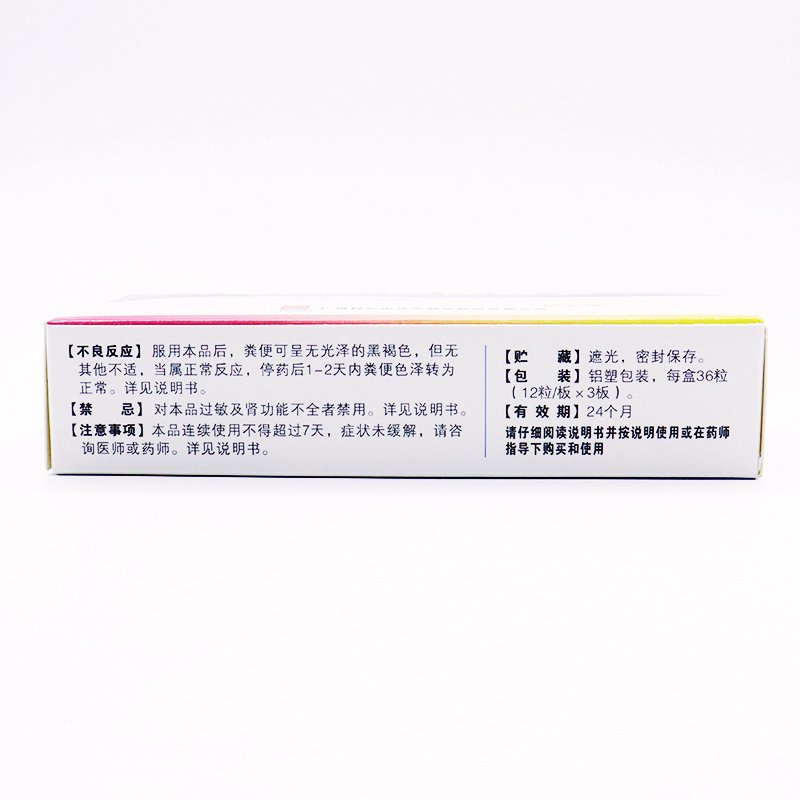 【不良反应】服用本品后，粪便可呈无光泽的黑褐色，但无
其他不适，当属正常反应，停药后1-2天内粪便色泽转为
正常。详见说明书。
【禁　忌】对本品过敏及肾功能不全者禁用。详见说明书。
【注意事项】本品连续使用不得超过7天，症状未缓解，请咨
询医师或药师。详见说明书。
【贮　藏】遮光，密封保存。
【包　装】铝塑包装，每盒36粒
（12粒/板×3板）。
【有 效 期】24个月
请仔细阅读说明书并按说明使用或在药师
指导下购买和使用